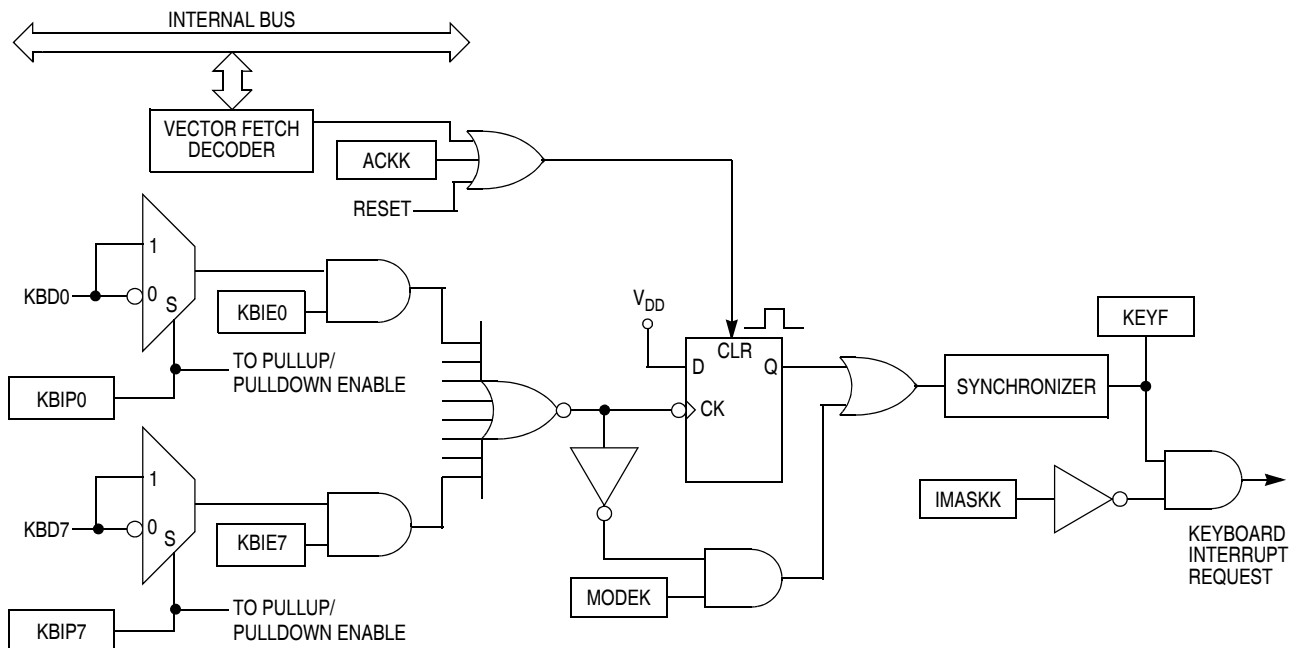 INTERNAL BUS
VECTOR FETCH
DECODER
ACKK
RESET
1
KBD0
0
S
KBIE0
TO PULLUP/
PULLDOWN ENABLE
KBIP0
VDD
CLR
D
Q
CK
KEYF
SYNCHRONIZER
1
KBD7
0
S
KBIE7
TO PULLUP/
PULLDOWN ENABLE
KBIP7
MODEK
IMASKK
KEYBOARD
INTERRUPT
REQUEST